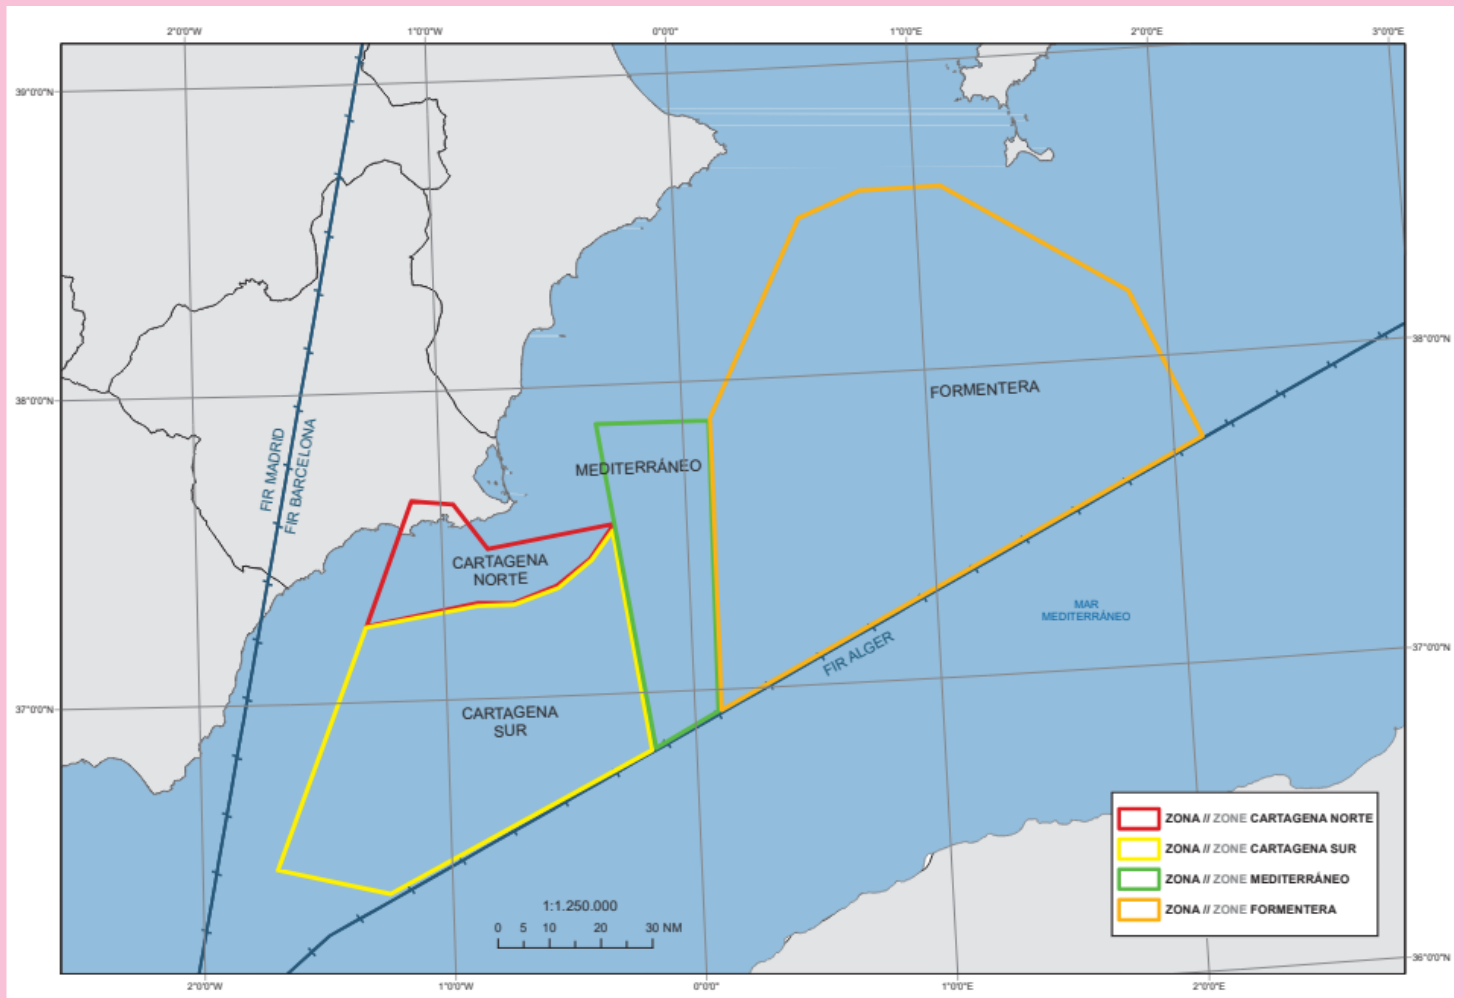 2°0'0"W
1°0'0"W
0°0'0"
1°0'0"E
2°0'0"E
3°0'0"E
39°0'0"N
38°0'0"N
38°0'0"N
FORMENTERA
FIR MADRID
FIR BARCELONA
MEDITERRÁNEO
CARTAGENA
NORTE
MAR
MEDITERRÁNEO
FIR ALGER
37°0'0"N
37°0'0"N
CARTAGENA
SUR
ZONA // ZONE CARTAGENA NORTE
ZONA // ZONE CARTAGENA SUR
ZONA // ZONE MEDITERRÁNEO
ZONA // ZONE FORMENTERA
1:1.250.000
0 5 10 20 30 NM
36°0'0"N
2°0'0"W
1°0'0"W
0°0'0"
1°0'0"E
2°0'0"E